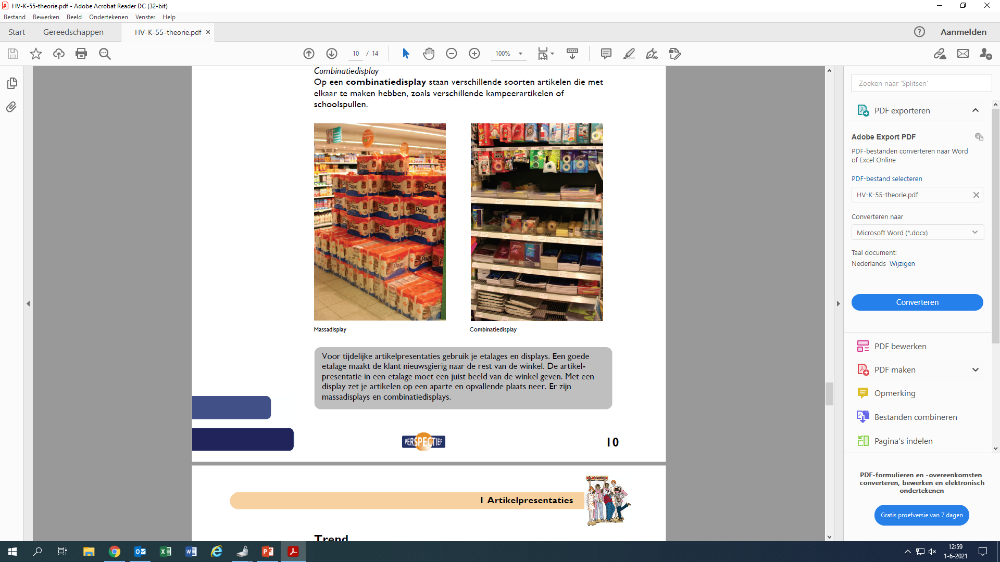 HV-K-55-theorie.pdf - Adobe Acrobat Reader DC (32-bit)
Bestand Bewerken Beeld Ondertekenen Venster Help
Start Gereedschappen HV-K-55-theorie.pdf × Aanmelden
10 / 14 100%
Combinatiedisplay
Op een combinatiedisplay staan verschillende soorten artikelen die met
elkaar te maken hebben, zoals verschillende kampeerartikelen of
schoolspullen.
Page
Page
Page
Page
Page
Page
Page
A4
Massadisplay
Combinatiedisplay
Voor tijdelijke artikelpresentaties gebruik je etalages en displays. Een goede
etalage maakt de klant nieuwsgierig naar de rest van de winkel. De artikel-
presentatie in een etalage moet een juist beeld van de winkel geven. Met een
display zet je artikelen op een aparte en opvallende plaats neer. Er zijn
massadisplays en combinatiedisplays.
PERSPECTIEF
10
1 Artikelpresentaties
Trend
Zoeken naar 'Splitsen'
PDF exporteren
Adobe Export PDF
PDF-bestanden converteren naar Word
of Excel Online
PDF-bestand selecteren
HV-K-55-theorie.pdf
Converteren naar
Microsoft Word (*.docx)
Taal document:
Nederlands Wijzigen
Converteren
PDF bewerken
PDF maken
Opmerking
Bestanden combineren
Pagina's indelen
PDF-formulieren en -overeenkomsten
converteren, bewerken en elektronisch
ondertekenen
Gratis proefversie van 7 dagen
12:59
1-6-2021